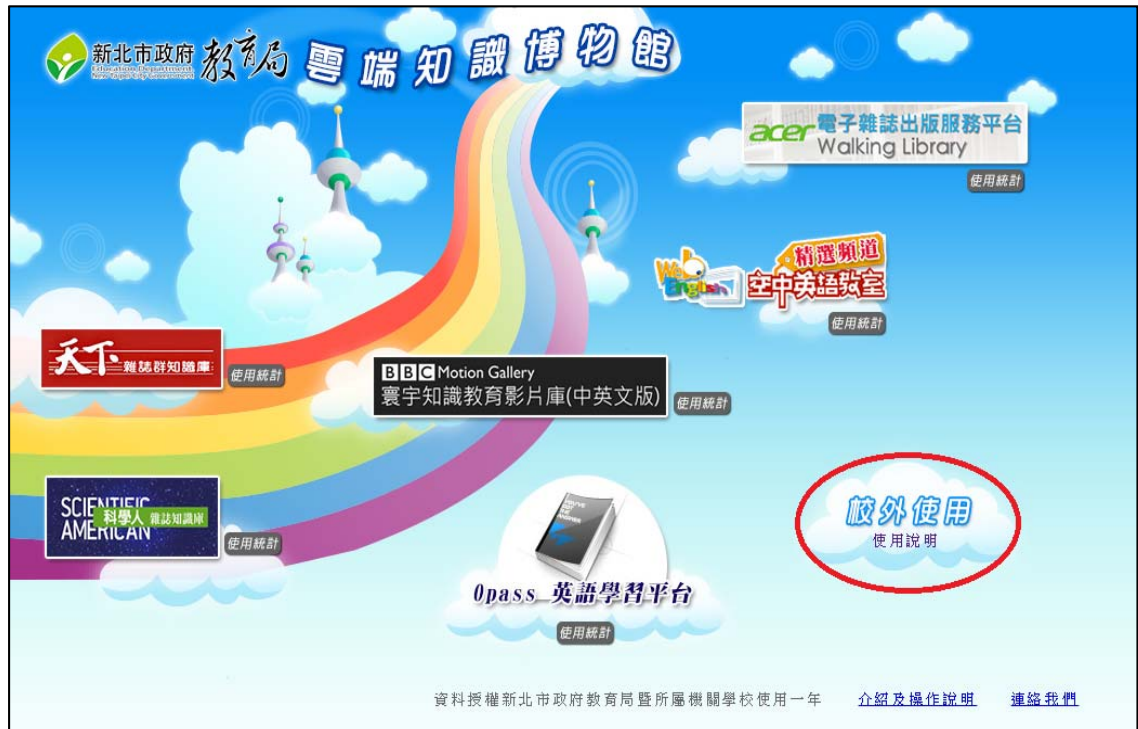 新北市政府 教育局 雲端知識博物館
Education Department
New Taipei City Government
acer 電子雜誌出版服務平台
Walking Library
使用統計
精選頻道
Web English 空中英語教室
使用統計
天下 雜誌群知識庫
使用統計
BBC Motion Gallery
寰宇知識教育影片庫(中英文版)
使用統計
SCIENTIFIC
科學人 雜誌知識庫
AMERICAN
使用統計
校外使用
使用說明
Opass 英語學習平台
使用統計
資料授權新北市政府教育局暨所屬機關學校使用一年 介紹及操作說明 連絡我們